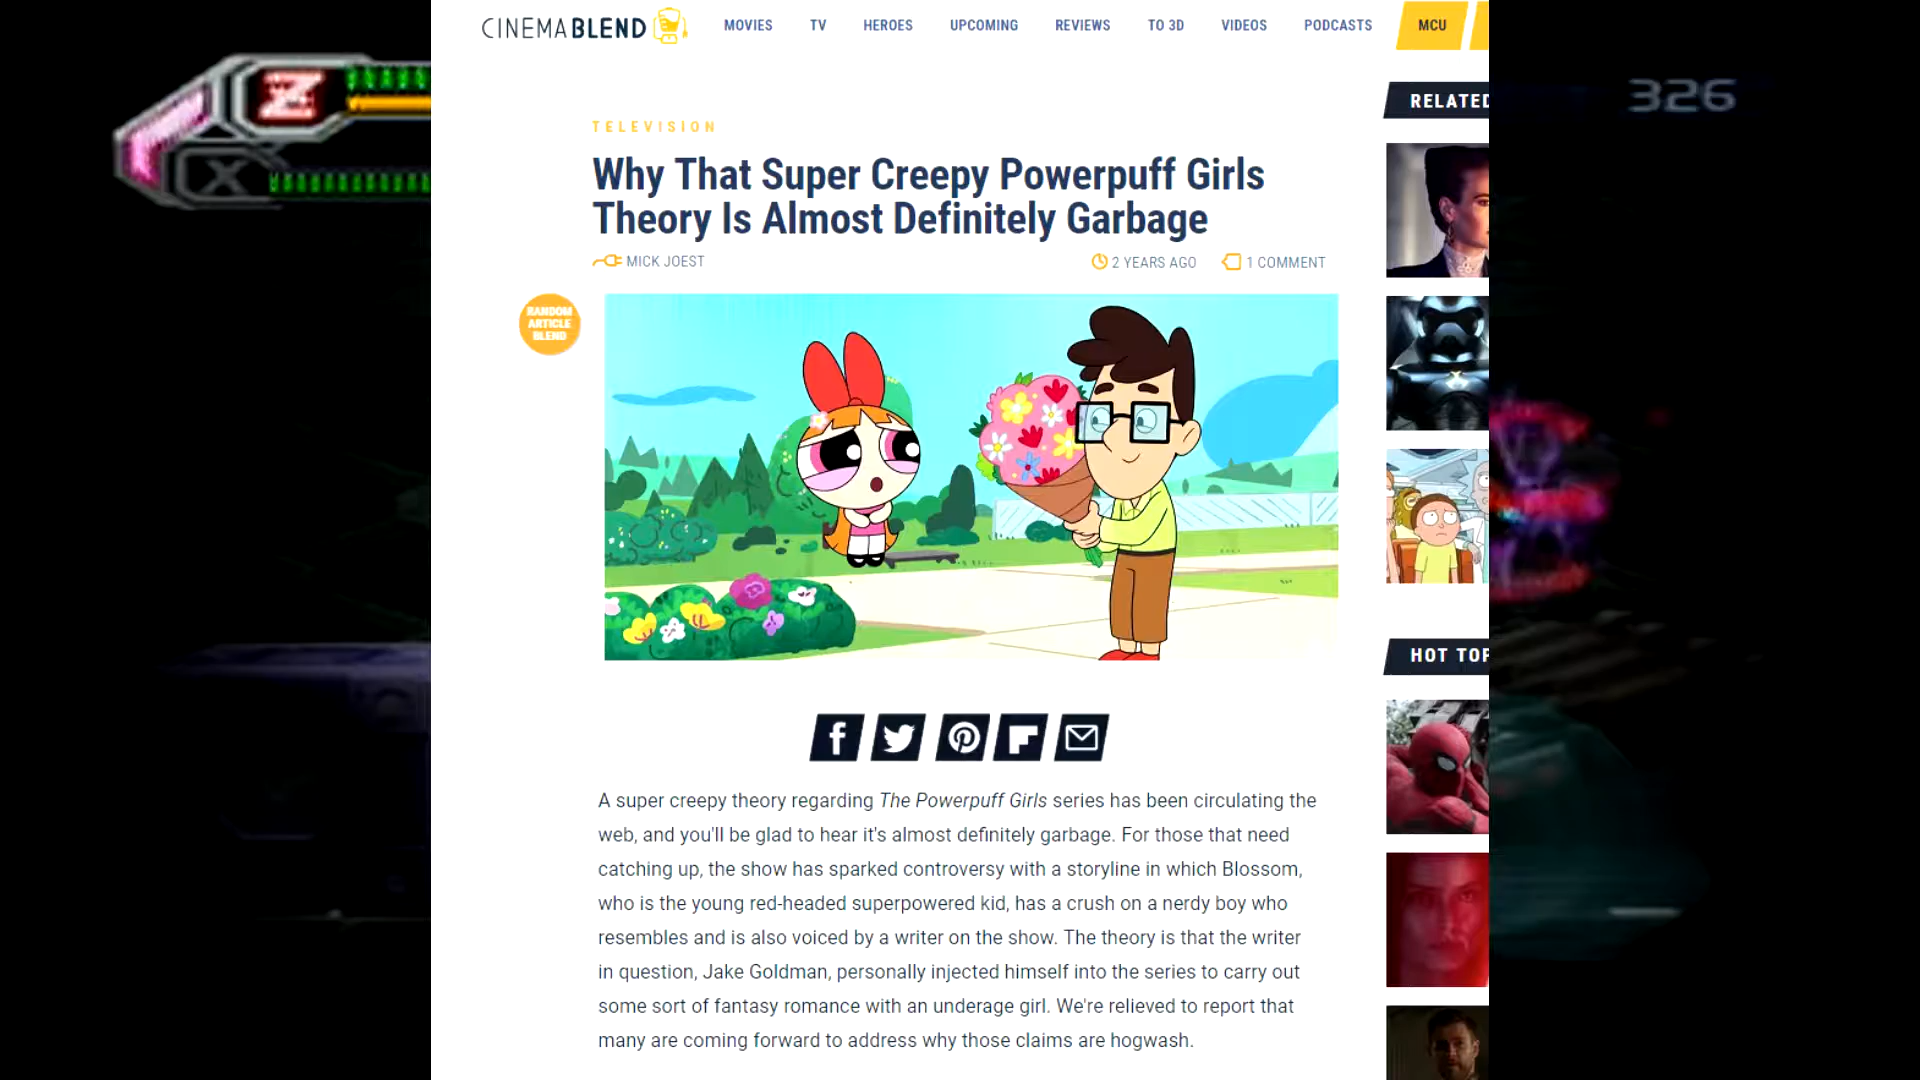 CINEMABLEND
MOVIES TV HEROES UPCOMING REVIEWS TO 3D VIDEOS PODCASTS MCU
Z
326
RELATED
TELEVISION
Why That Super Creepy Powerpuff Girls
Theory Is Almost Definitely Garbage
X
MICK JOEST 2 YEARS AGO 1 COMMENT
RANDOM
ARTICLE
BLEND
HOT TOP
A super creepy theory regarding The Powerpuff Girls series has been circulating the
web, and you'll be glad to hear it's almost definitely garbage. For those that need
catching up, the show has sparked controversy with a storyline in which Blossom,
who is the young red-headed superpowered kid, has a crush on a nerdy boy who
resembles and is also voiced by a writer on the show. The theory is that the writer
in question, Jake Goldman, personally injected himself into the series to carry out
some sort of fantasy romance with an underage girl. We're relieved to report that
many are coming forward to address why those claims are hogwash.